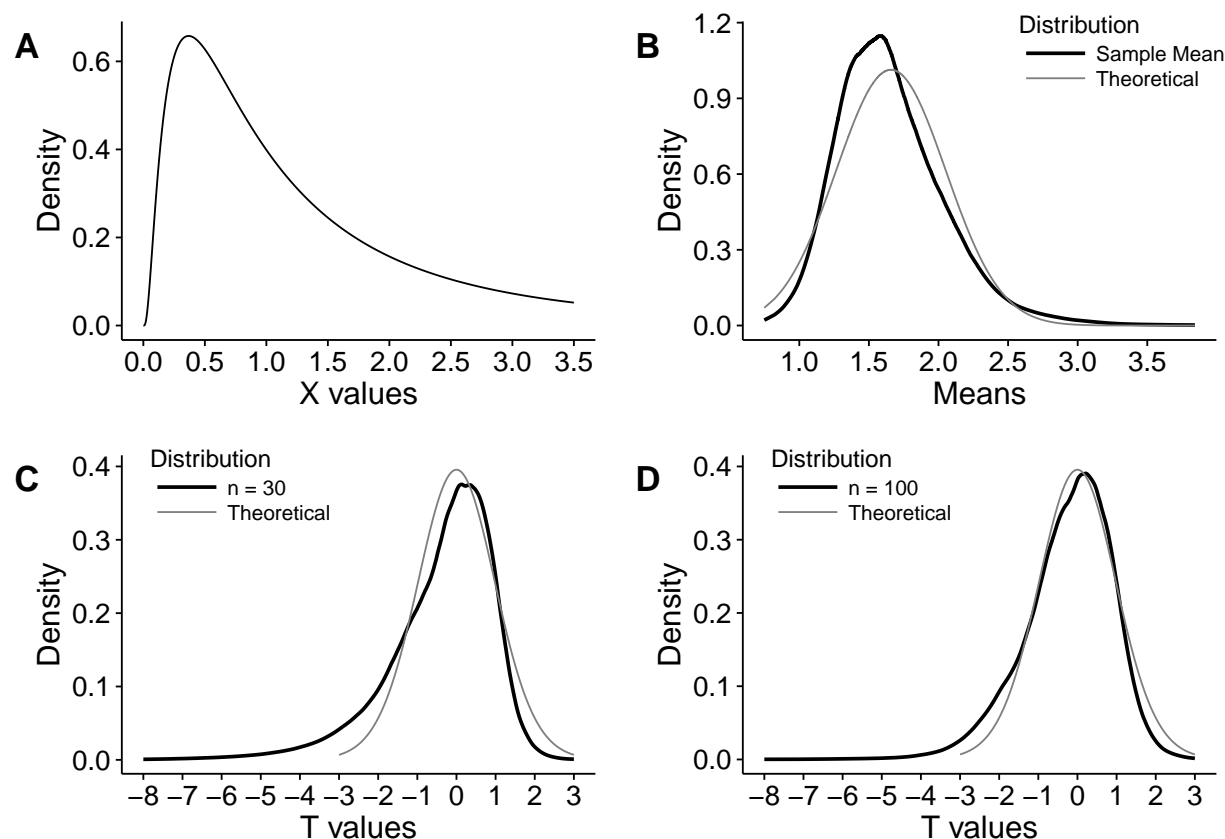 A
Density
0.6
0.4
0.2
0.0
0.0 0.5 1.0 1.5 2.0 2.5 3.0 3.5
X values
B
Density
1.2
0.9
0.6
0.3
0.0
1.0 1.5 2.0 2.5 3.0 3.5
Means
Distribution
Sample Mean
Theoretical
C
Density
0.4
0.3
0.2
0.1
0.0
−8 −7 −6 −5 −4 −3 −2 −1 0 1 2 3
T values
Distribution
n = 30
Theoretical
D
Density
0.4
0.3
0.2
0.1
0.0
−8 −7 −6 −5 −4 −3 −2 −1 0 1 2 3
T values
Distribution
n = 100
Theoretical